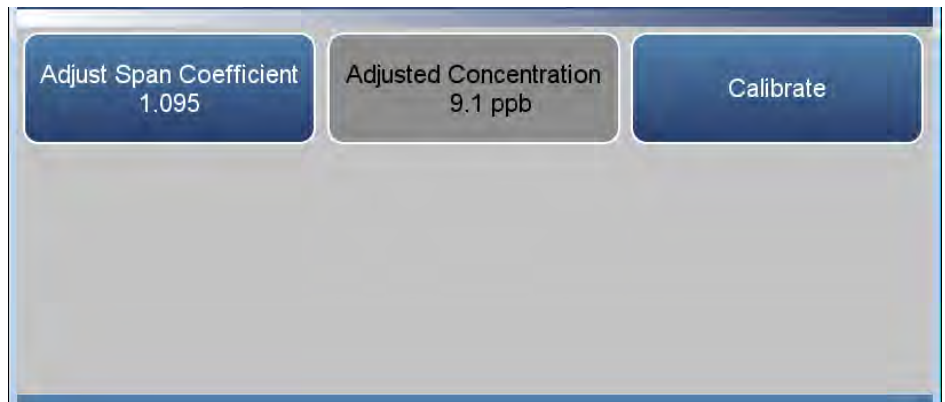 Adjust Span Coefficient
1.095
Adjusted Concentration
9.1 ppb
Calibrate